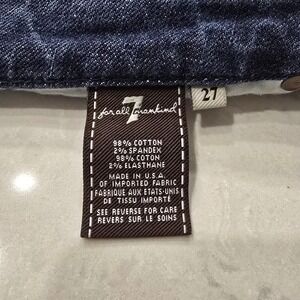 7
for all mankind
27
98% COTTON
2% SPANDEX
98% COTON
2% ELASTHANE
MADE IN U.S.A.
OF IMPORTED FABRIC
FABRIQUE AUX ETATS-UNIS
DE TISSU IMPORTÉ
SEE REVERSE FOR CARE
REVERS SUR LE SOINS